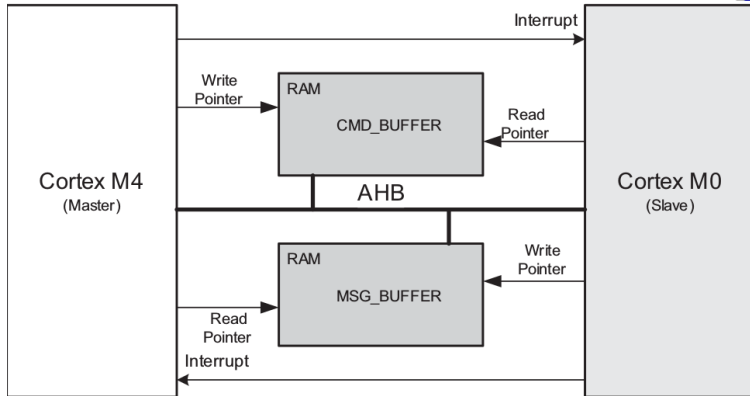 Interrupt
Write
Pointer
RAM
CMD_BUFFER
Read
Pointer
Cortex M4
(Master)
AHB
Cortex M0
(Slave)
RAM
MSG_BUFFER
Write
Pointer
Read
Pointer
Interrupt